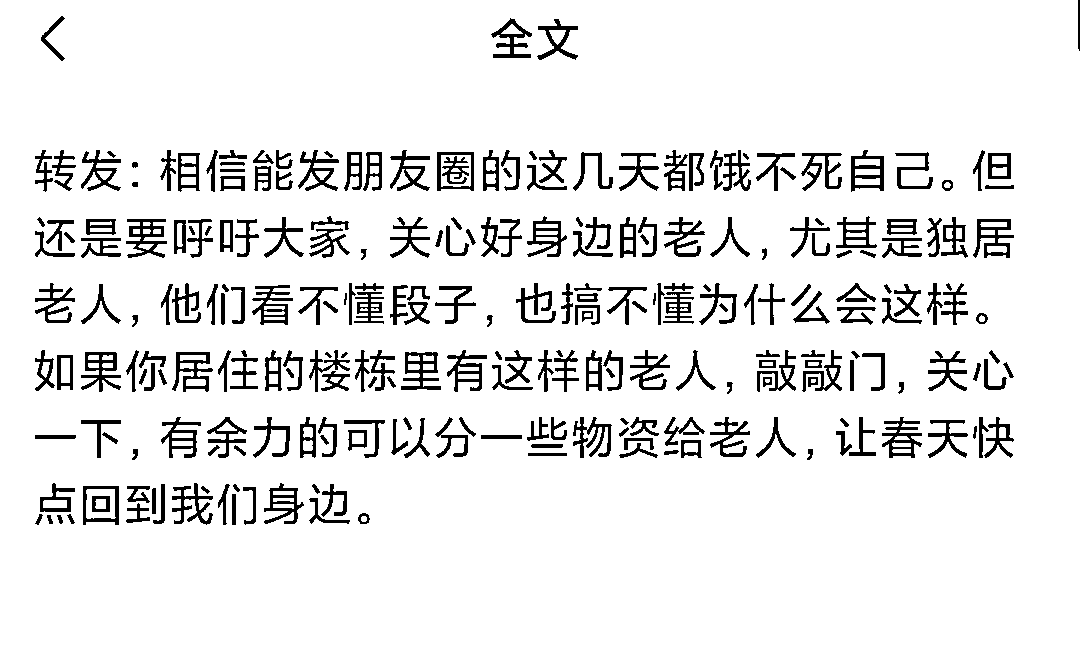 全文
转发：相信能发朋友圈的这几天都饿不死自己。但
还是要呼吁大家，关心好身边的老人，尤其是独居
老人，他们看不懂段子，也搞不懂为什么会这样。
如果你居住的楼栋里有这样的老人，敲敲门，关心
一下，有余力的可以分一些物资给老人，让春天快
点回到我们身边。